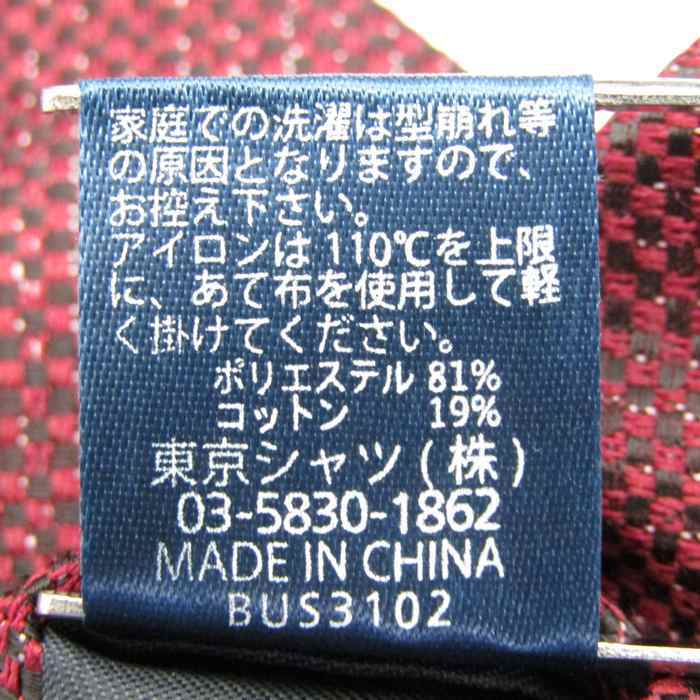 家庭での洗濯は型崩れ等
の原因となりますので、
お控え下さい。
アイロンは110℃を上限
に、あて布を使用して軽
く掛けてください。
ポリエステル 81%
コットン 19%
東京シャツ(株)
03-5830-1862
MADE IN CHINA
BUS3102